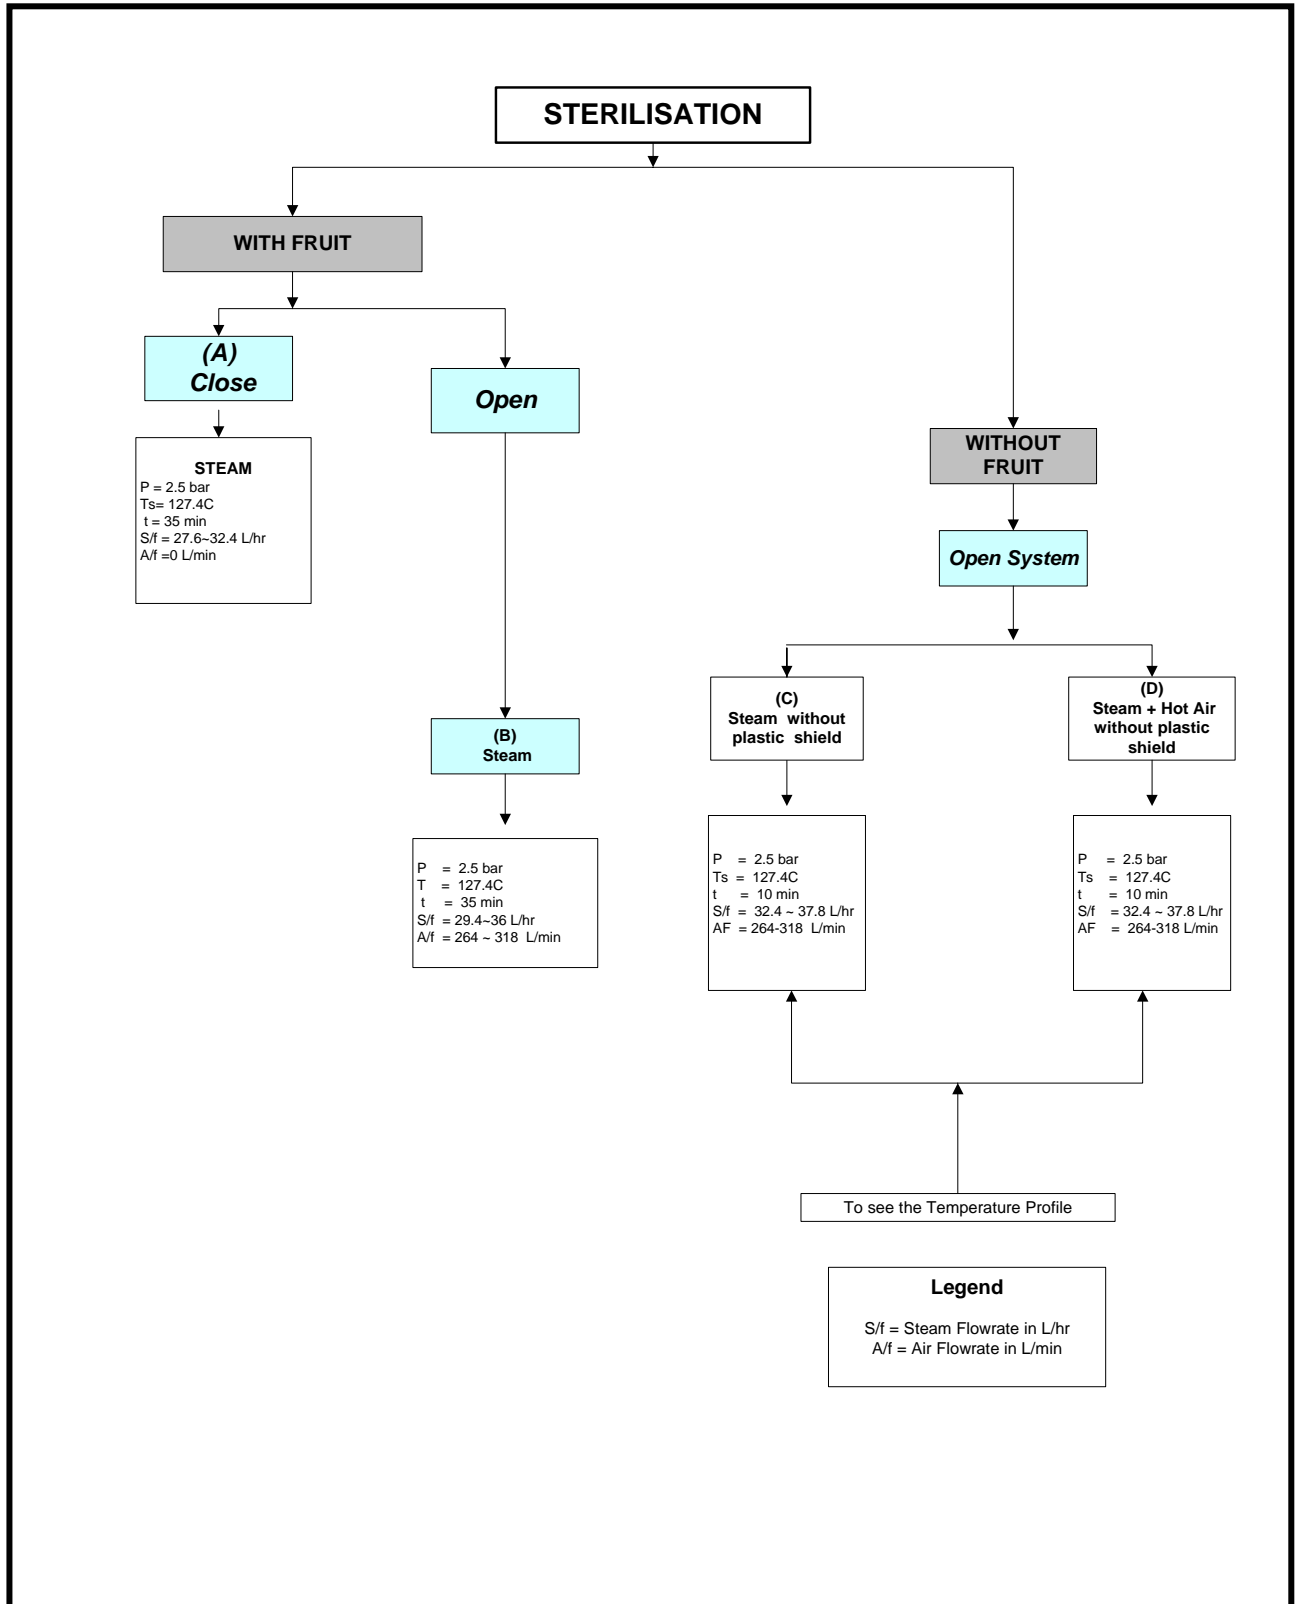 STERILISATION
WITH FRUIT
(A)
Close
STEAM
P = 2.5 bar
Ts= 127.4C
t = 35 min
S/f = 27.6~32.4 L/hr
A/f =0 L/min
Open
(B)
Steam
P = 2.5 bar
T = 127.4C
t = 35 min
S/f = 29.4~36 L/hr
A/f = 264 ~ 318 L/min
WITHOUT
FRUIT
Open System
(C)
Steam without
plastic shield
P = 2.5 bar
Ts = 127.4C
t = 10 min
S/f = 32.4 ~ 37.8 L/hr
AF = 264-318 L/min
(D)
Steam + Hot Air
without plastic
shield
P = 2.5 bar
Ts = 127.4C
t = 10 min
S/f = 32.4 ~ 37.8 L/hr
AF = 264-318 L/min
To see the Temperature Profile
Legend
S/f = Steam Flowrate in L/hr
A/f = Air Flowrate in L/min